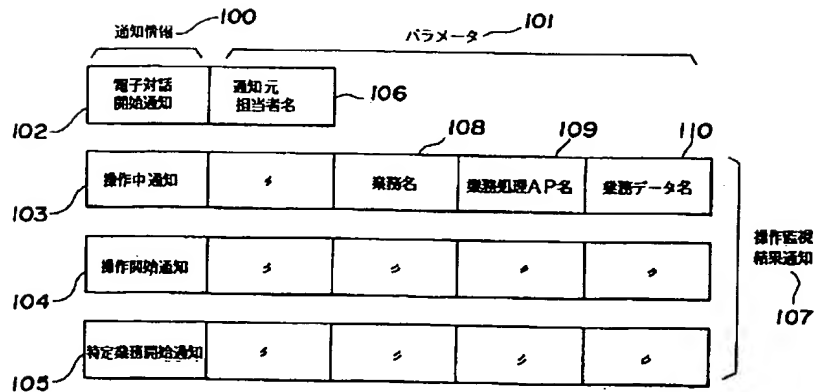 通知情報
100
パラメータ
101
電子対話
開始通知
通知元
担当者名
106
102
108
109
110
操作中通知
〃
業務名
業務処理AP名
業務データ名
103
操作開始通知
〃
〃
〃
〃
104
操作監視
結果通知
107
特定業務開始通知
〃
〃
〃
〃
105